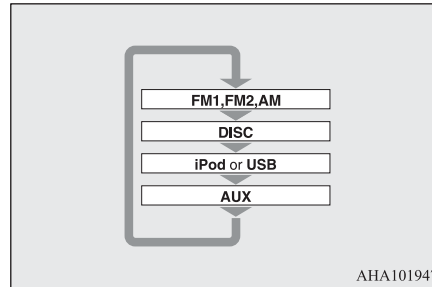 FM1,FM2,AM
DISC
iPod or USB
AUX
AHA101947